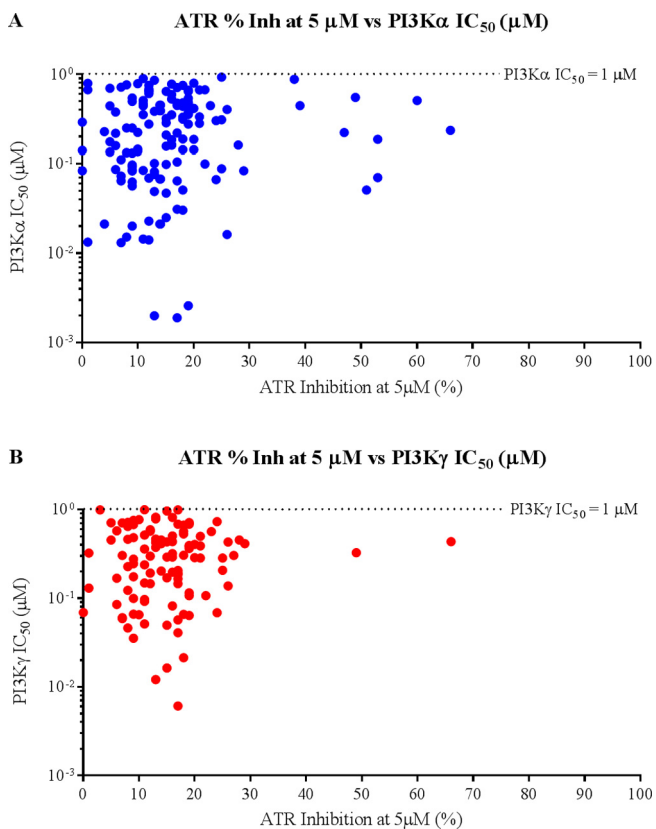 A
ATR % Inh at 5 μM vs PI3Kα IC50 (μM)
PI3Kα IC50 = 1 μM
PI3Kα IC50 (μM)
10^0
10^-1
10^-2
10^-3
0 10 20 30 40 50 60 70 80 90 100
ATR Inhibition at 5μM (%)
B
ATR % Inh at 5 μM vs PI3Kγ IC50 (μM)
PI3Kγ IC50 = 1 μM
PI3Kγ IC50 (μM)
10^0
10^-1
10^-2
10^-3
0 10 20 30 40 50 60 70 80 90 100
ATR Inhibition at 5μM (%)